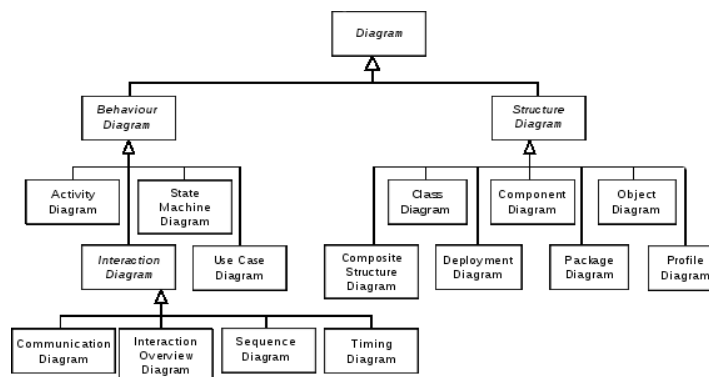 Diagram
Behaviour
Diagram
Structure
Diagram
Activity
Diagram
State
Machine
Diagram
Class
Diagram
Component
Diagram
Object
Diagram
Interaction
Diagram
Use Case
Diagram
Composite
Structure
Diagram
Deployment
Diagram
Package
Diagram
Profile
Diagram
Communication
Diagram
Interaction
Overview
Diagram
Sequence
Diagram
Timing
Diagram